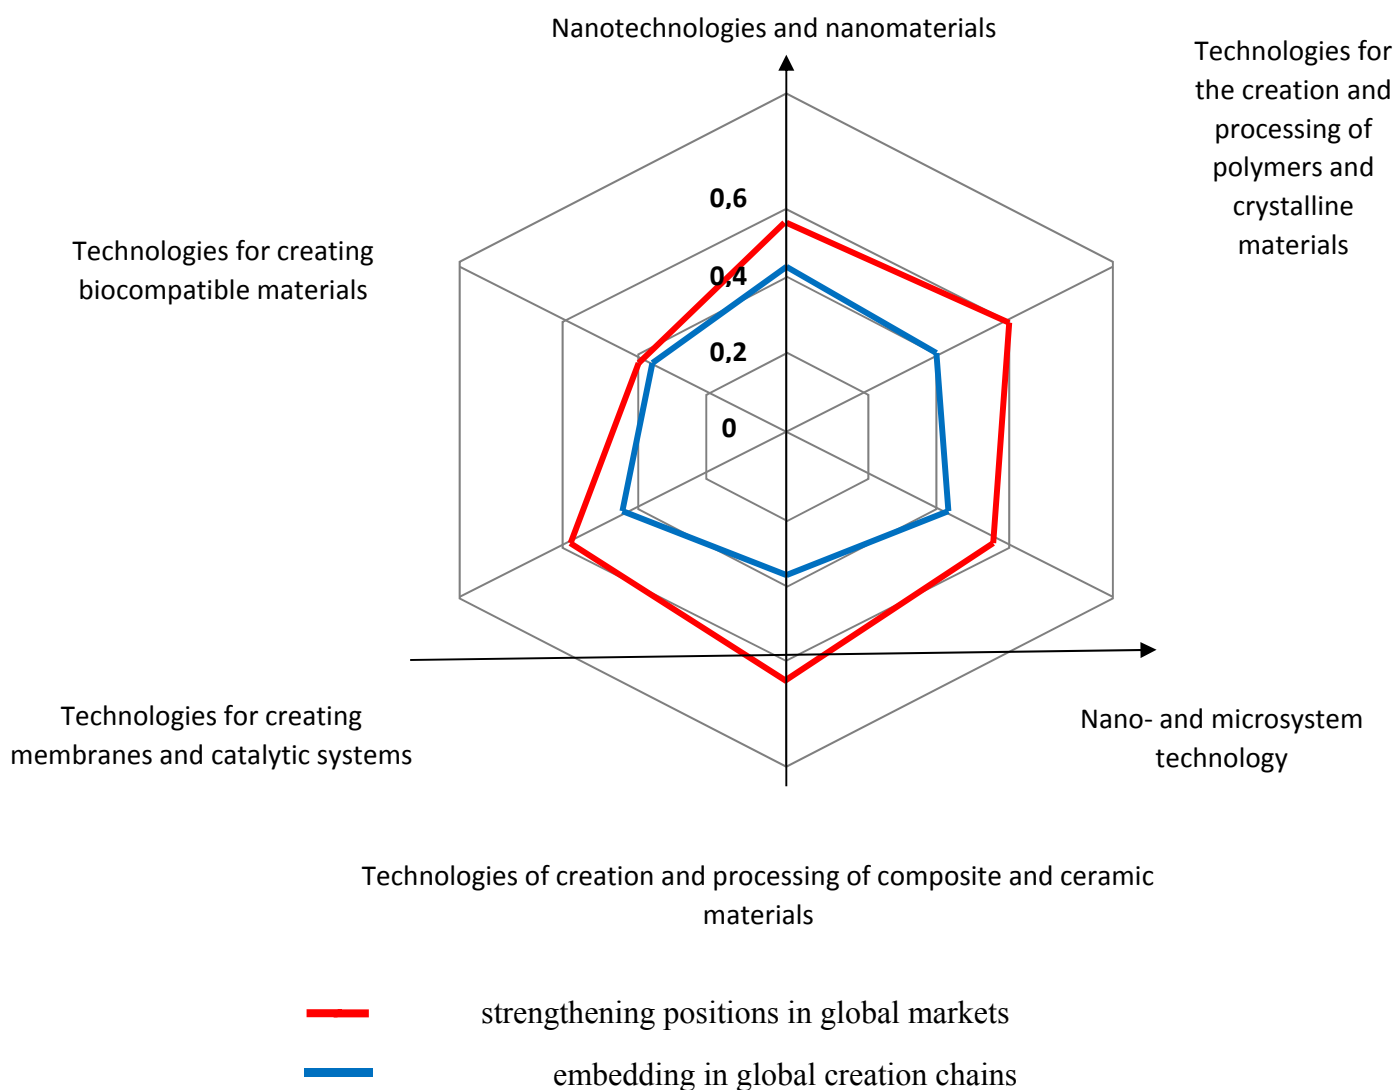 Nanotechnologies and nanomaterials
Technologies for
the creation and
processing of
polymers and
crystalline
materials
0,6
0,4
0,2
0
Technologies for creating
biocompatible materials
Technologies for creating
membranes and catalytic systems
Nano- and microsystem
technology
Technologies of creation and processing of composite and ceramic
materials
strengthening positions in global markets
embedding in global creation chains